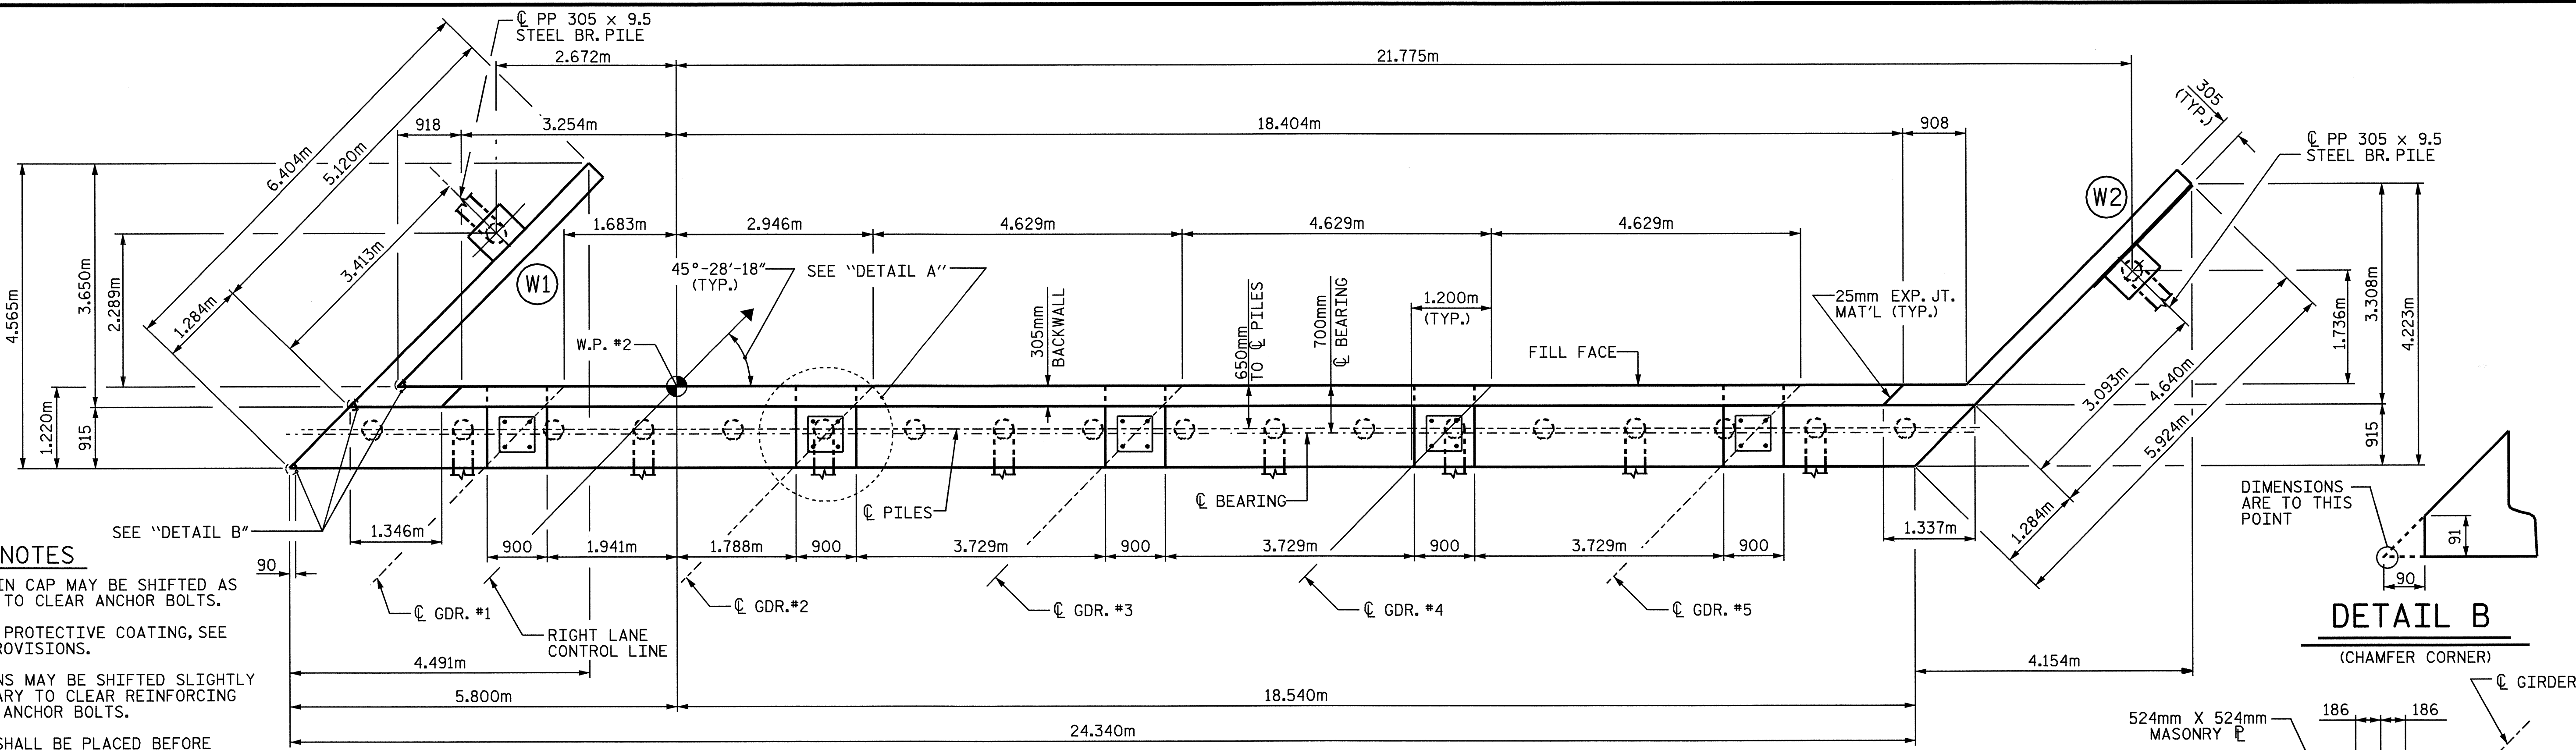 ℄ PP 305 x 9.5
STEEL BR. PILE
2.672m
21.775m
918
3.254m
18.404m
908
305
(TYP.)
℄ PP 305 x 9.5
STEEL BR. PILE
6.404m
5.120m
3.413m
1.284m
4.565m
3.650m
2.289m
1.220m
915
W1
W2
1.683m
2.946m
4.629m
4.629m
4.629m
45°-28'-18"
(TYP.)
SEE "DETAIL A"
W.P. #2
305mm
BACKWALL
650mm
TO ℄ PILES
700mm
℄ BEARING
1.200m
(TYP.)
25mm EXP. JT.
MAT'L (TYP.)
FILL FACE
1.736m
3.308m
4.223m
915
3.093m
4.640m
5.924m
1.284m
SEE "DETAIL B"
1.346m
900
1.941m
1.788m
900
3.729m
900
3.729m
900
3.729m
900
1.337m
℄ PILES
℄ BEARING
90
℄ GDR. #1
RIGHT LANE
CONTROL LINE
℄ GDR. #2
℄ GDR. #3
℄ GDR. #4
℄ GDR. #5
4.491m
4.154m
5.800m
18.540m
24.340m
NOTES
IN CAP MAY BE SHIFTED AS
TO CLEAR ANCHOR BOLTS.
PROTECTIVE COATING, SEE
ROVISIONS.
NS MAY BE SHIFTED SLIGHTLY
ARY TO CLEAR REINFORCING
ANCHOR BOLTS.
SHALL BE PLACED BEFORE
DIMENSIONS
ARE TO THIS
POINT
91
90
DETAIL B
(CHAMFER CORNER)
℄ GIRDER
524mm X 524mm
MASONRY ℙL
186
186